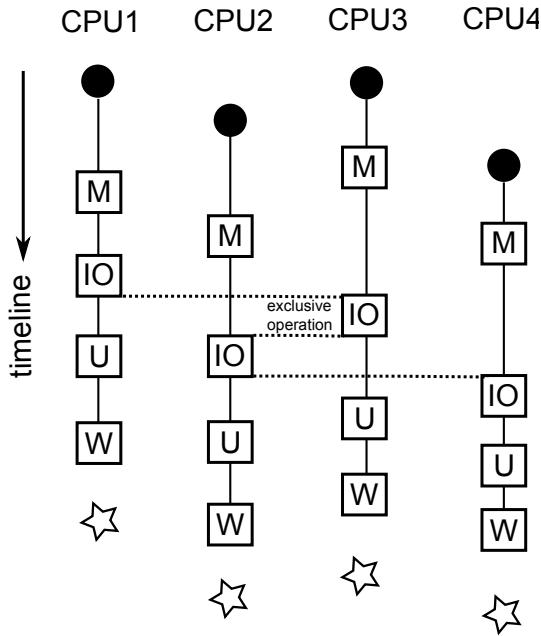 CPU1 CPU2 CPU3 CPU4
timeline
M M M M
IO IO IO IO
exclusive
operation
U U U U
W W W W